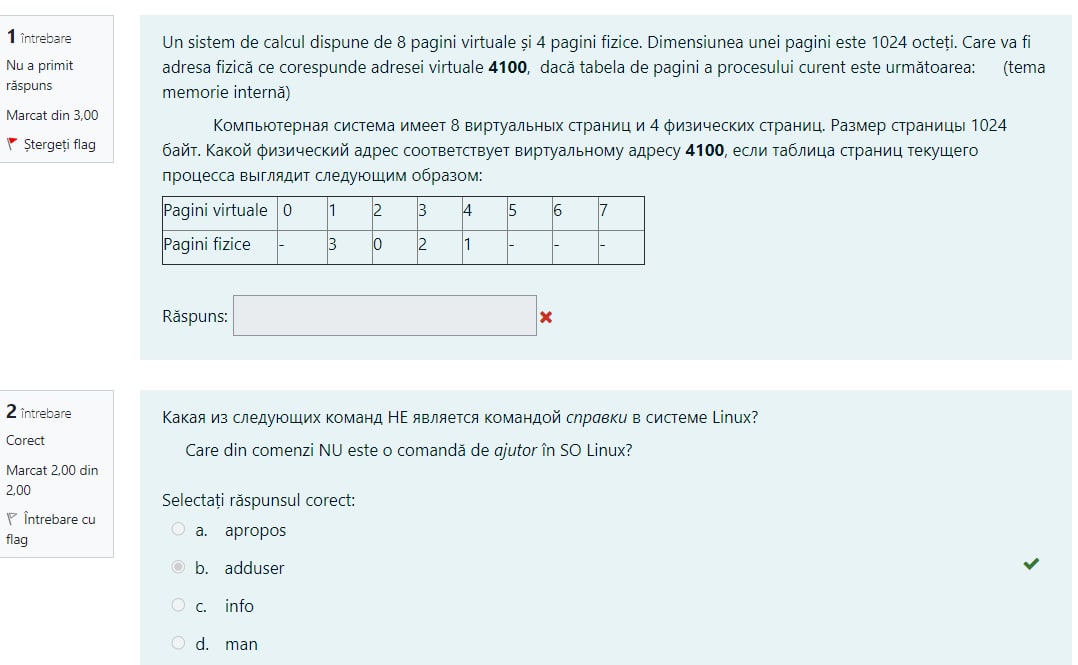 1 întrebare
Nu a primit
răspuns
Marcat din 3,00
Ștergeți flag
Un sistem de calcul dispune de 8 pagini virtuale și 4 pagini fizice. Dimensiunea unei pagini este 1024 octeți. Care va fi
adresa fizică ce corespunde adresei virtuale 4100, dacă tabela de pagini a procesului curent este următoarea: (tema
memorie internă)
Компьютерная система имеет 8 виртуальных страниц и 4 физических страниц. Размер страницы 1024
байт. Какой физический адрес соответствует виртуальному адресу 4100, если таблица страниц текущего
процесса выглядит следующим образом:
Pagini virtuale 0 1 2 3 4 5 6 7
Pagini fizice - 3 0 2 1 - - -
Răspuns:
2 întrebare
Corect
Marcat 2,00 din
2,00
Întrebare cu
flag
Какая из следующих команд НЕ является командой справки в системе Linux?
Care din comenzi NU este o comandă de ajutor în SO Linux?
Selectați răspunsul corect:
a. apropos
b. adduser
c. info
d. man